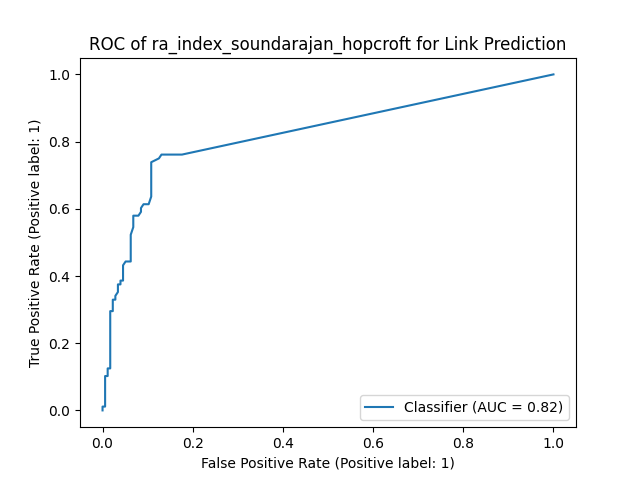 ROC of ra_index_soundarajan_hopcroft for Link Prediction
1.0
0.8
0.6
0.4
0.2
0.0
True Positive Rate (Positive label: 1)
Classifier (AUC = 0.82)
0.0 0.2 0.4 0.6 0.8 1.0
False Positive Rate (Positive label: 1)